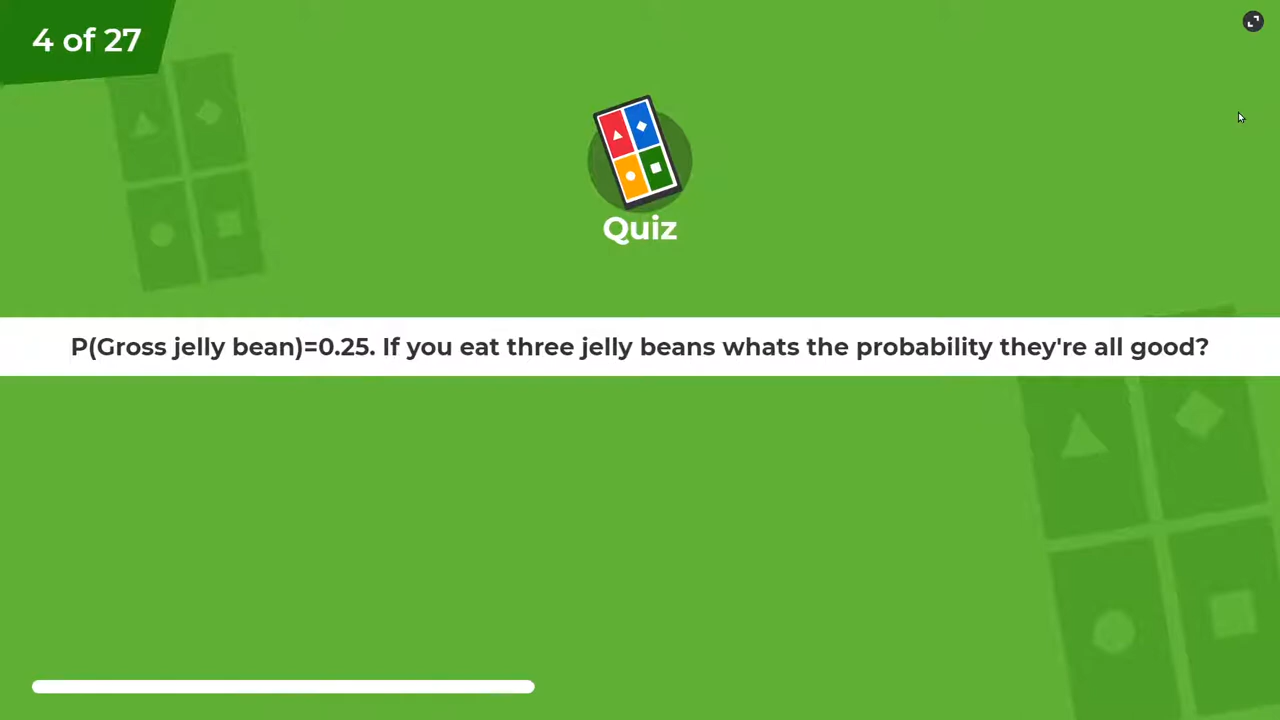 4 of 27
Quiz
P(Gross jelly bean)=0.25. If you eat three jelly beans whats the probability they're all good?